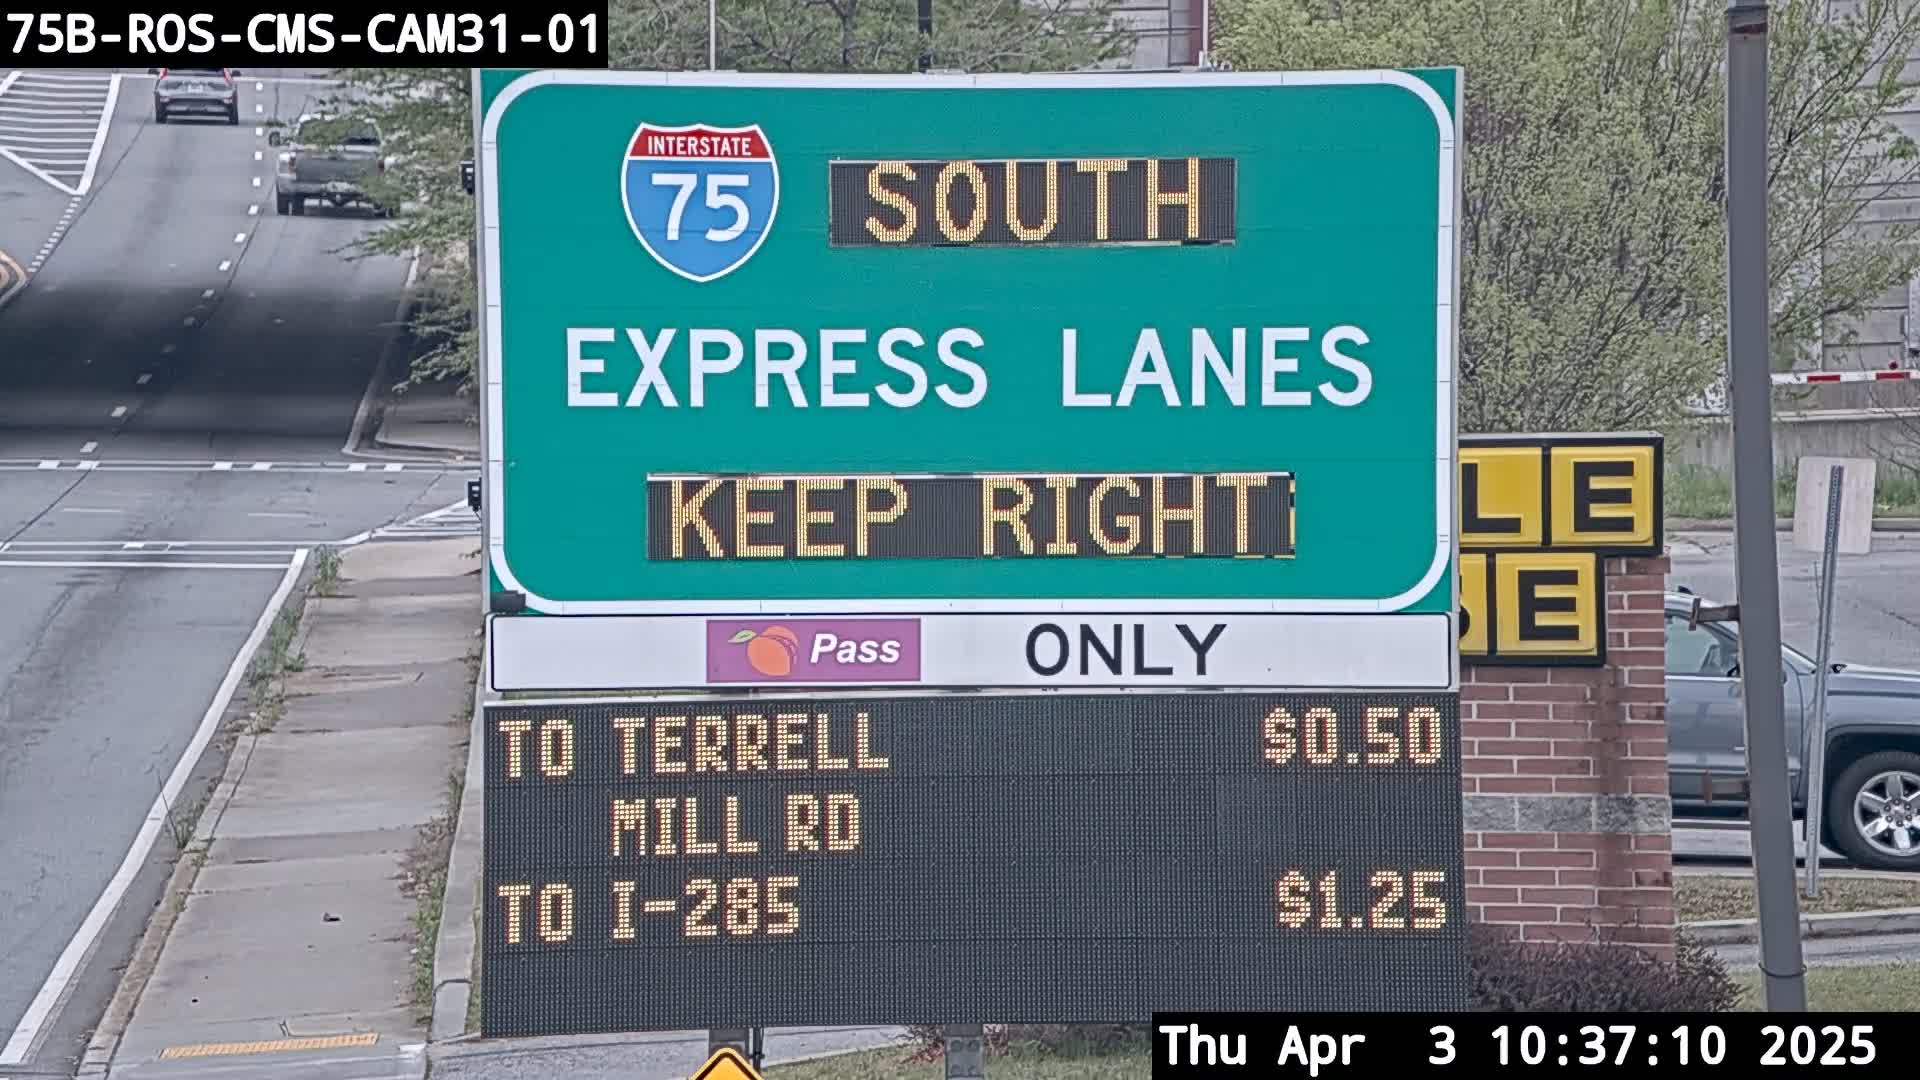 75B-ROS-CMS-CAM31-01
INTERSTATE
75
SOUTH
EXPRESS LANES
KEEP RIGHT
Pass ONLY
TO TERRELL $0.50
MILL RD
TO I-285 $1.25
LE
E
Thu Apr 3 10:37:10 2025